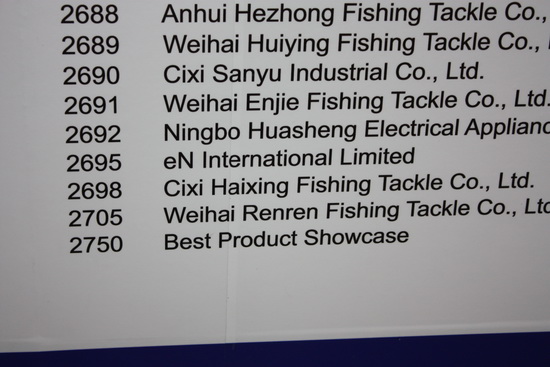 2688 Anhui Hezhong Fishing Tackle Co.,
2689 Weihai Huiying Fishing Tackle Co.,
2690 Cixi Sanyu Industrial Co., Ltd.
2691 Weihai Enjie Fishing Tackle Co., Ltd.
2692 Ningbo Huasheng Electrical
2695 eN International Limited
2698 Cixi Haixing Fishing Tackle Co., Ltd.
2705 Weihai Renren Fishing Tackle Co.,
2750 Best Product Showcase